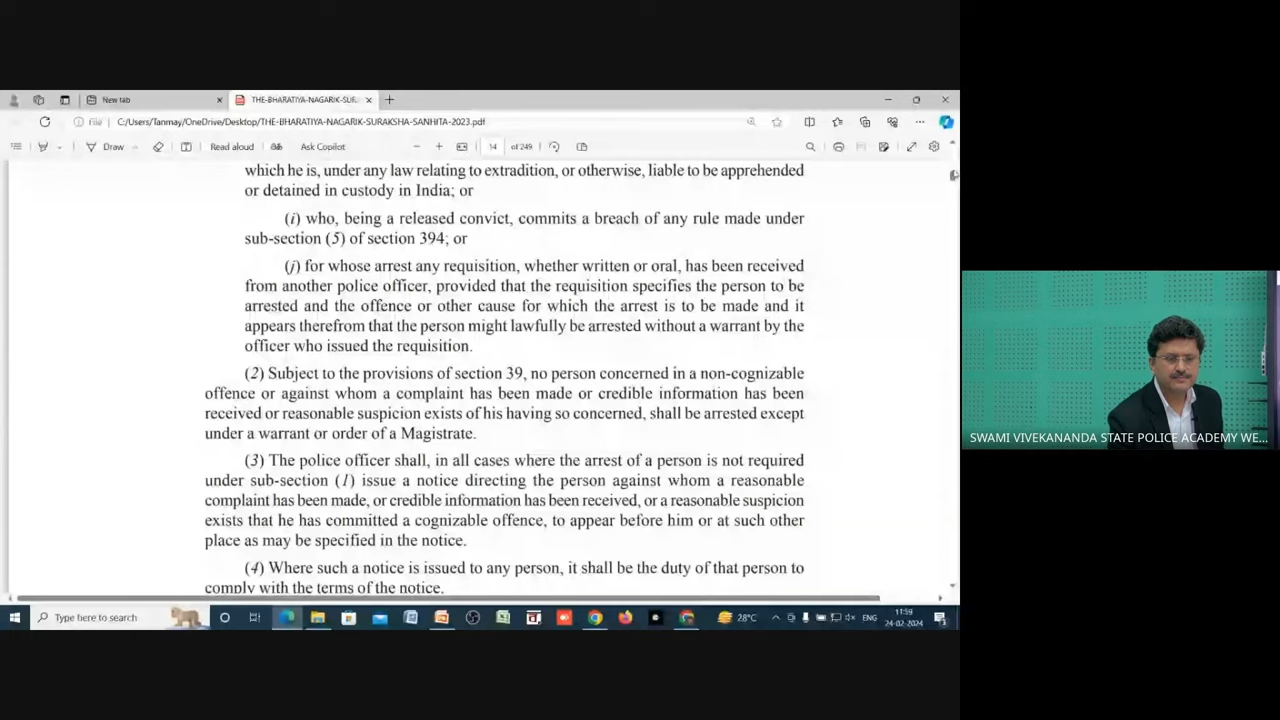 New tab
THE-BHARATIYA-NAGARIK-SUR...
File
C:/Users/Tanmay/OneDrive/Desktop/THE-BHARATIYA-NAGARIK-SURAKSHA-SANHITA-2023.pdf
Draw
Read aloud
Ask Copilot
14 of 249
which he is, under any law relating to extradition, or otherwise, liable to be apprehended
or detained in custody in India; or
(i) who, being a released convict, commits a breach of any rule made under
sub-section (5) of section 394; or
(j) for whose arrest any requisition, whether written or oral, has been received
from another police officer, provided that the requisition specifies the person to be
arrested and the offence or other cause for which the arrest is to be made and it
appears therefrom that the person might lawfully be arrested without a warrant by the
officer who issued the requisition.
(2) Subject to the provisions of section 39, no person concerned in a non-cognizable
offence or against whom a complaint has been made or credible information has been
received or reasonable suspicion exists of his having so concerned, shall be arrested except
under a warrant or order of a Magistrate.
(3) The police officer shall, in all cases where the arrest of a person is not required
under sub-section (1) issue a notice directing the person against whom a reasonable
complaint has been made, or credible information has been received, or a reasonable suspicion
exists that he has committed a cognizable offence, to appear before him or at such other
place as may be specified in the notice.
(4) Where such a notice is issued to any person, it shall be the duty of that person to
comply with the terms of the notice.
SWAMI VIVEKANANDA STATE POLICE ACADEMY WE...
Type here to search
28°C
ENG
11:59
24-02-2024